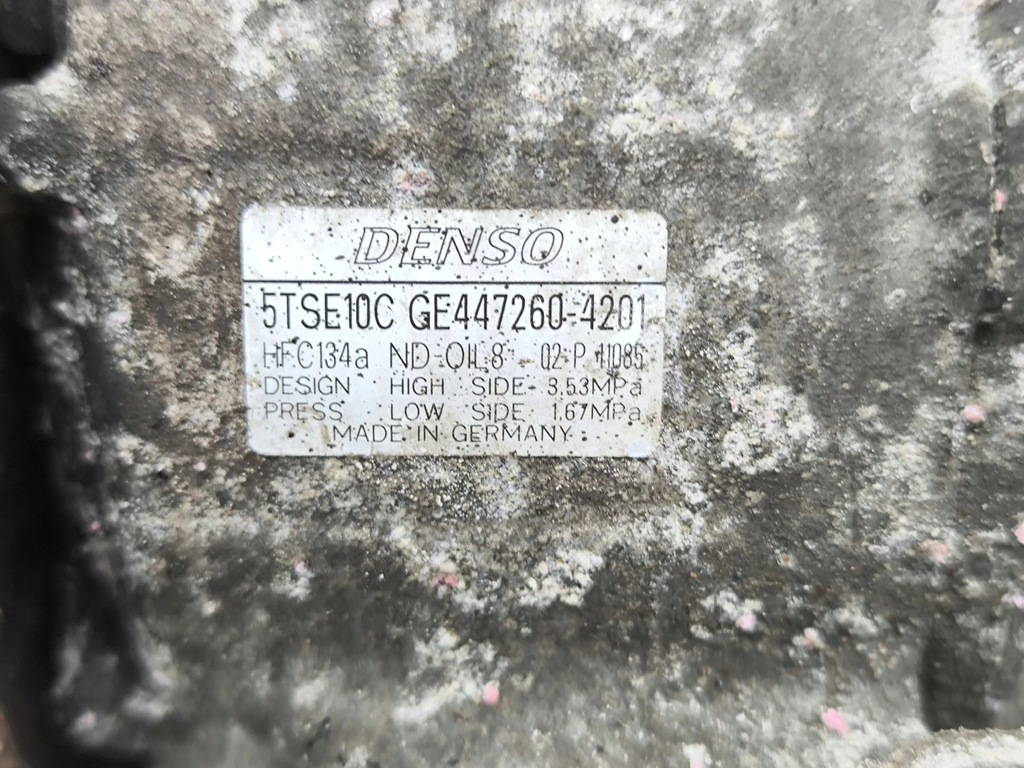 DENSO
5TSE10C GE447260-4201
HFC134a ND-OIL8 02-P 11085
DESIGN HIGH SIDE 3.53MPa
PRESS LOW SIDE 1.67MPa
MADE IN GERMANY